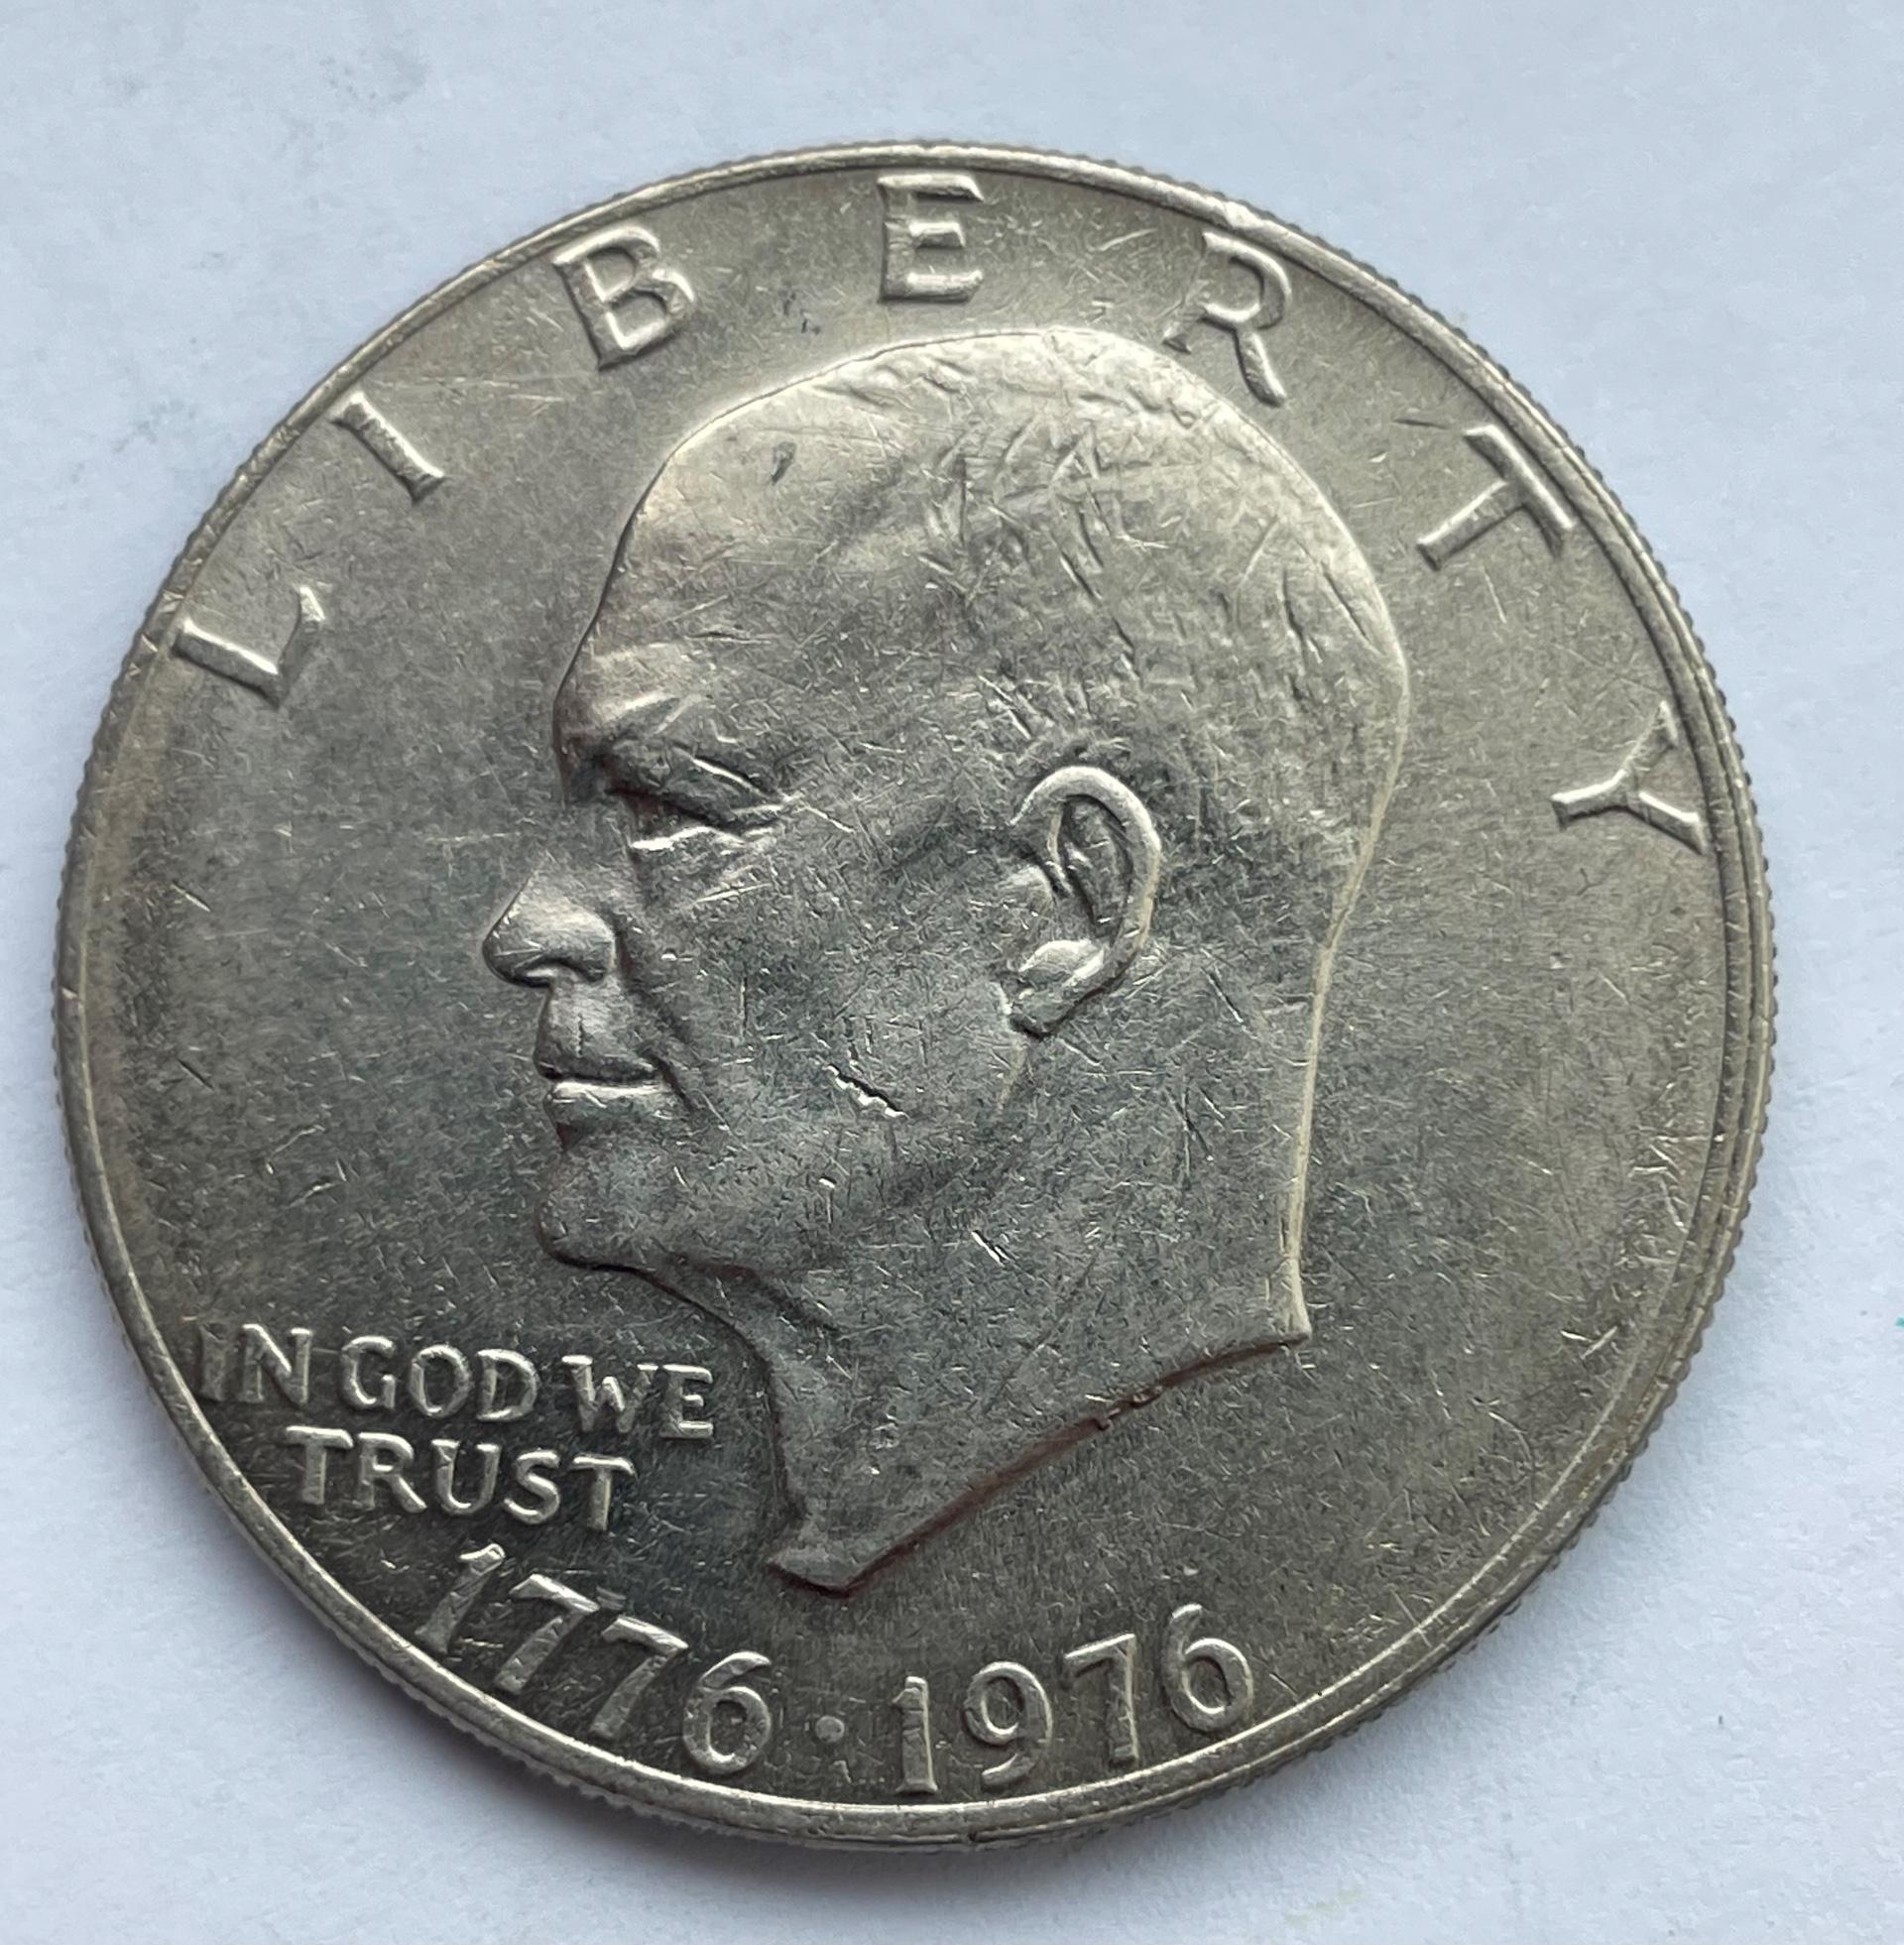 LIBERTY
IN GOD WE
TRUST
1776 · 1976